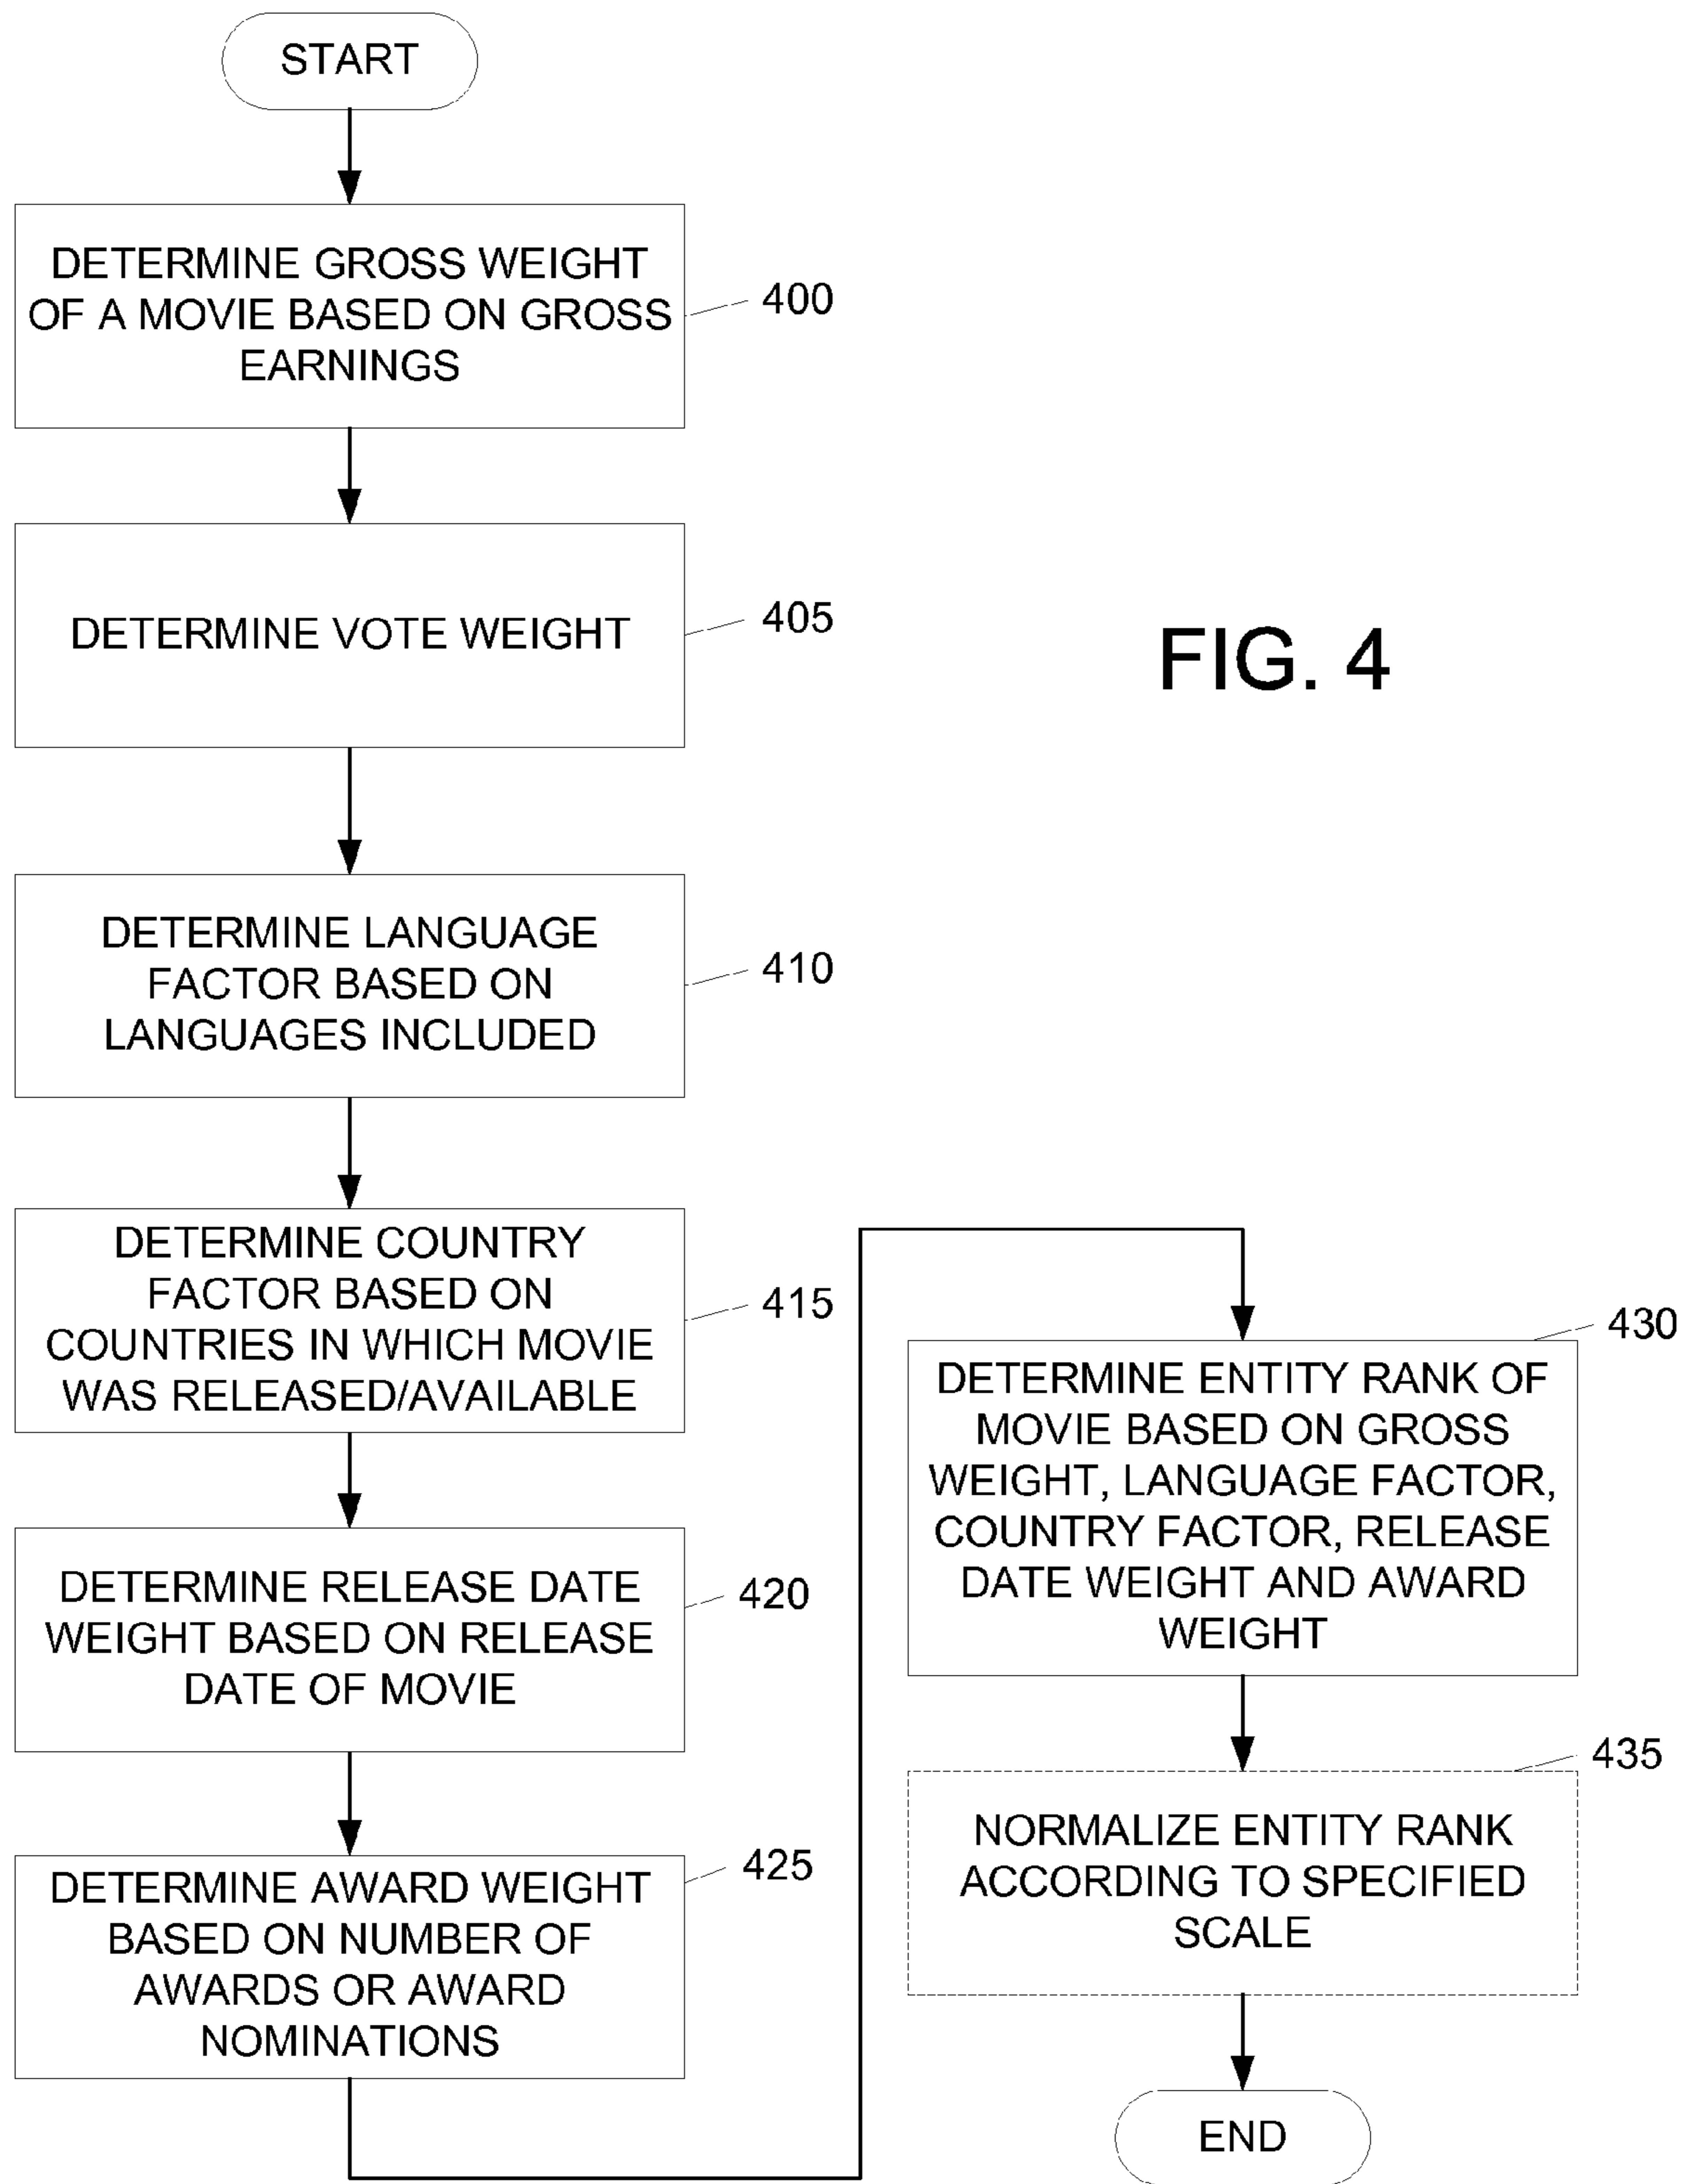 START
DETERMINE GROSS WEIGHT
OF A MOVIE BASED ON GROSS
EARNINGS
400
DETERMINE VOTE WEIGHT
405
FIG. 4
DETERMINE LANGUAGE
FACTOR BASED ON
LANGUAGES INCLUDED
410
DETERMINE COUNTRY
FACTOR BASED ON
COUNTRIES IN WHICH MOVIE
WAS RELEASED/AVAILABLE
415
DETERMINE RELEASE DATE
WEIGHT BASED ON RELEASE
DATE OF MOVIE
420
DETERMINE AWARD WEIGHT
BASED ON NUMBER OF
AWARDS OR AWARD
NOMINATIONS
425
430
DETERMINE ENTITY RANK OF
MOVIE BASED ON GROSS
WEIGHT, LANGUAGE FACTOR,
COUNTRY FACTOR, RELEASE
DATE WEIGHT AND AWARD
WEIGHT
435
NORMALIZE ENTITY RANK
ACCORDING TO SPECIFIED
SCALE
END